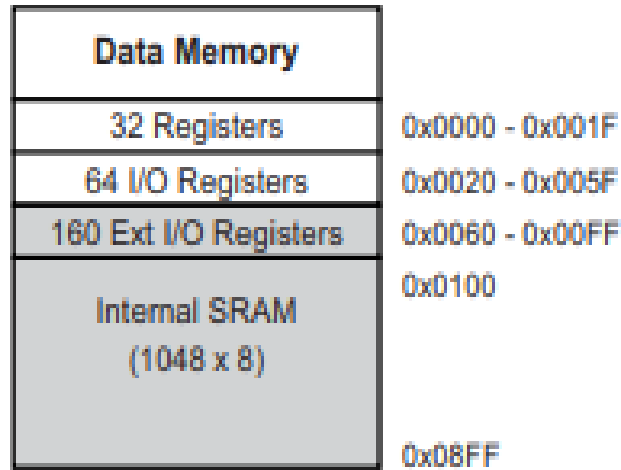 Data Memory
32 Registers 0x0000 - 0x001F
64 I/O Registers 0x0020 - 0x005F
160 Ext I/O Registers 0x0060 - 0x00FF
0x0100
Internal SRAM
(1048 x 8)
0x08FF